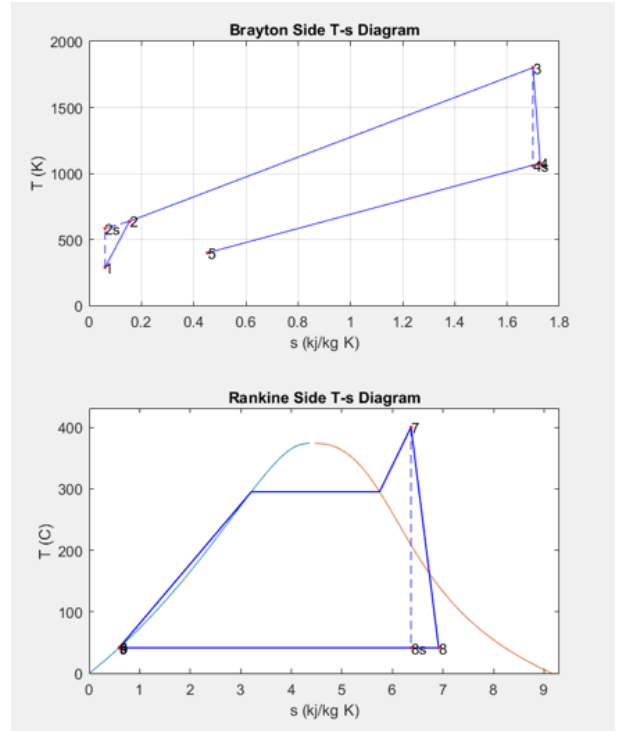 Brayton Side T-s Diagram
2000
1500
1000
500
0
T (K)
3
4s
2s
2
1
5
0 0.2 0.4 0.6 0.8 1 1.2 1.4 1.6 1.8
s (kj/kg K)
Rankine Side T-s Diagram
400
300
200
100
0
T (C)
7
8s 8
0 1 2 3 4 5 6 7 8 9
s (kj/kg K)